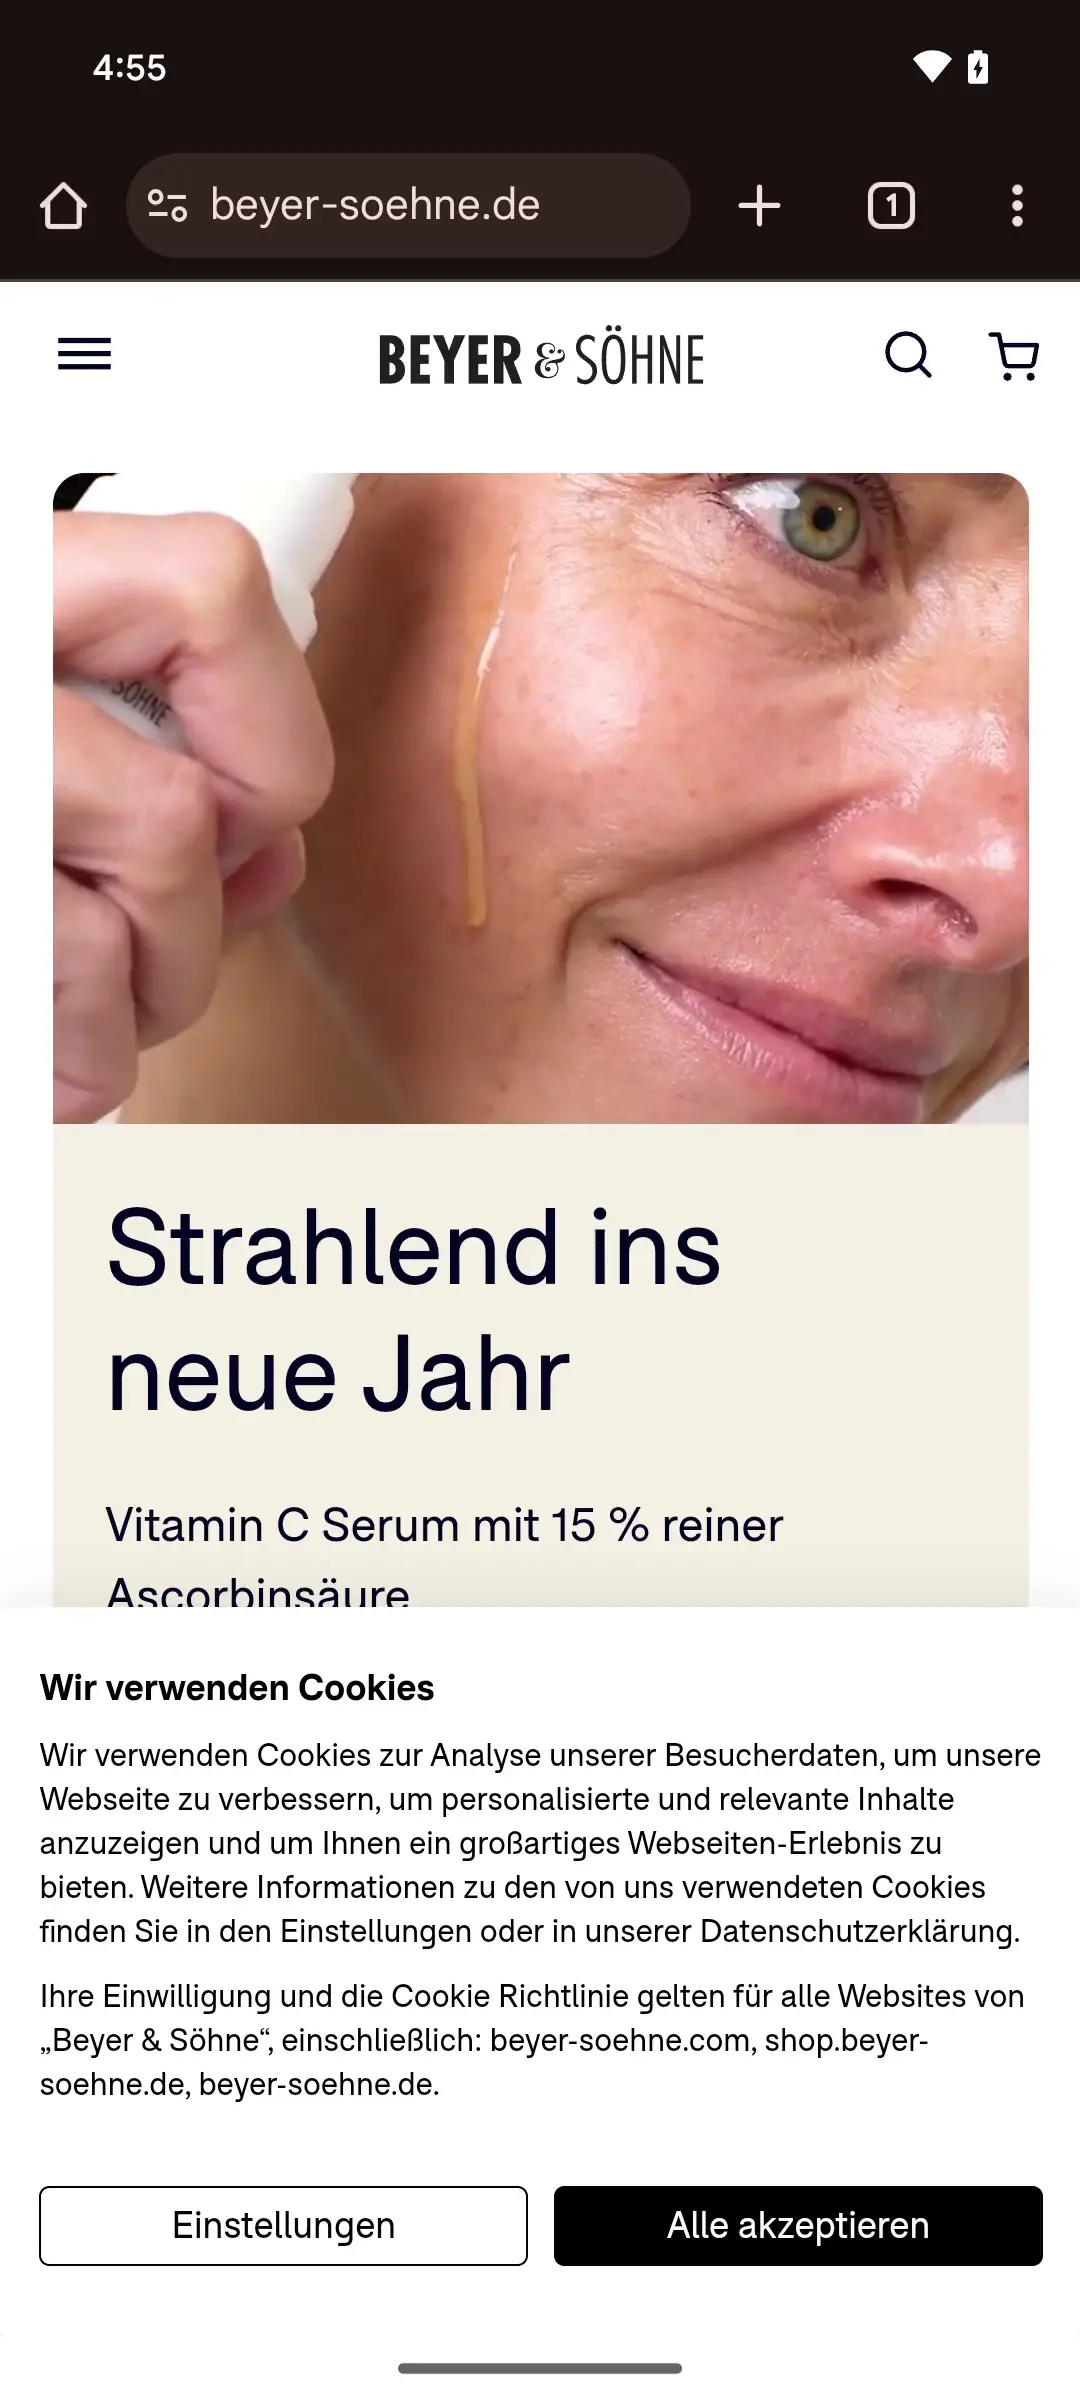 4:55
beyer-soehne.de
1
BEYER & SÖHNE
SÖHNE
Strahlend ins
neue Jahr
Vitamin C Serum mit 15 % reiner
Ascorbinsäure
Wir verwenden Cookies
Wir verwenden Cookies zur Analyse unserer Besucherdaten, um unsere
Webseite zu verbessern, um personalisierte und relevante Inhalte
anzuzeigen und um Ihnen ein großartiges Webseiten-Erlebnis zu
bieten. Weitere Informationen zu den von uns verwendeten Cookies
finden Sie in den Einstellungen oder in unserer Datenschutzerklärung.
Ihre Einwilligung und die Cookie Richtlinie gelten für alle Websites von
„Beyer & Söhne“, einschließlich: beyer-soehne.com, shop.beyer-
soehne.de, beyer-soehne.de.
Einstellungen
Alle akzeptieren